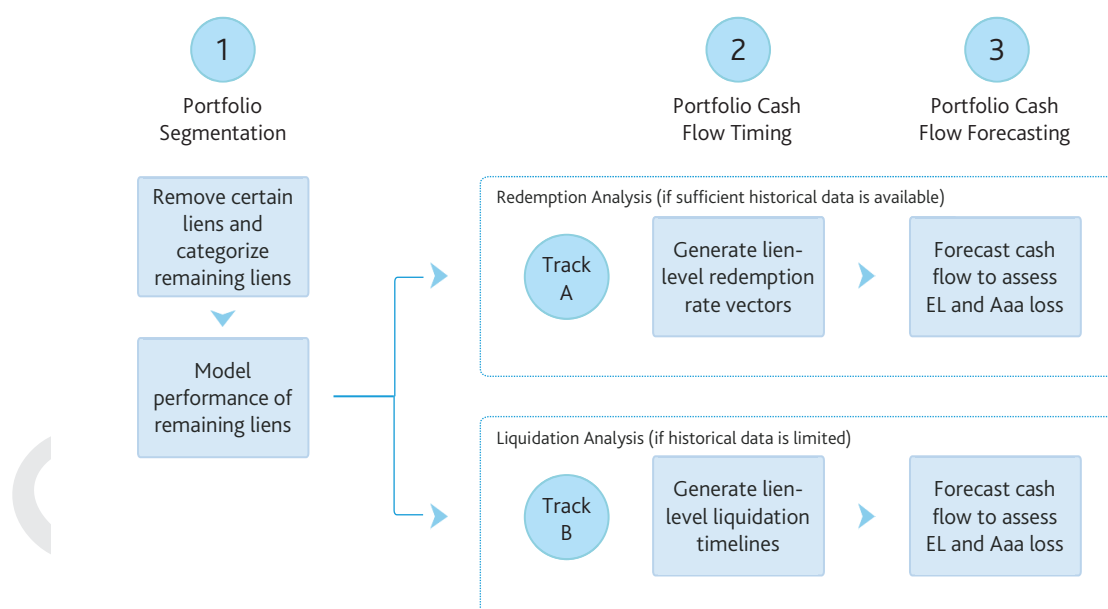 1
Portfolio
Segmentation
2
Portfolio Cash
Flow Timing
3
Portfolio Cash
Flow Forecasting
Remove certain
liens and
categorize
remaining liens
Model
performance of
remaining liens
Redemption Analysis (if sufficient historical data is available)
Track
A
Generate lien-
level redemption
rate vectors
Forecast cash
flow to assess
EL and Aaa loss
Liquidation Analysis (if historical data is limited)
Track
B
Generate lien-
level liquidation
timelines
Forecast cash
flow to assess
EL and Aaa loss